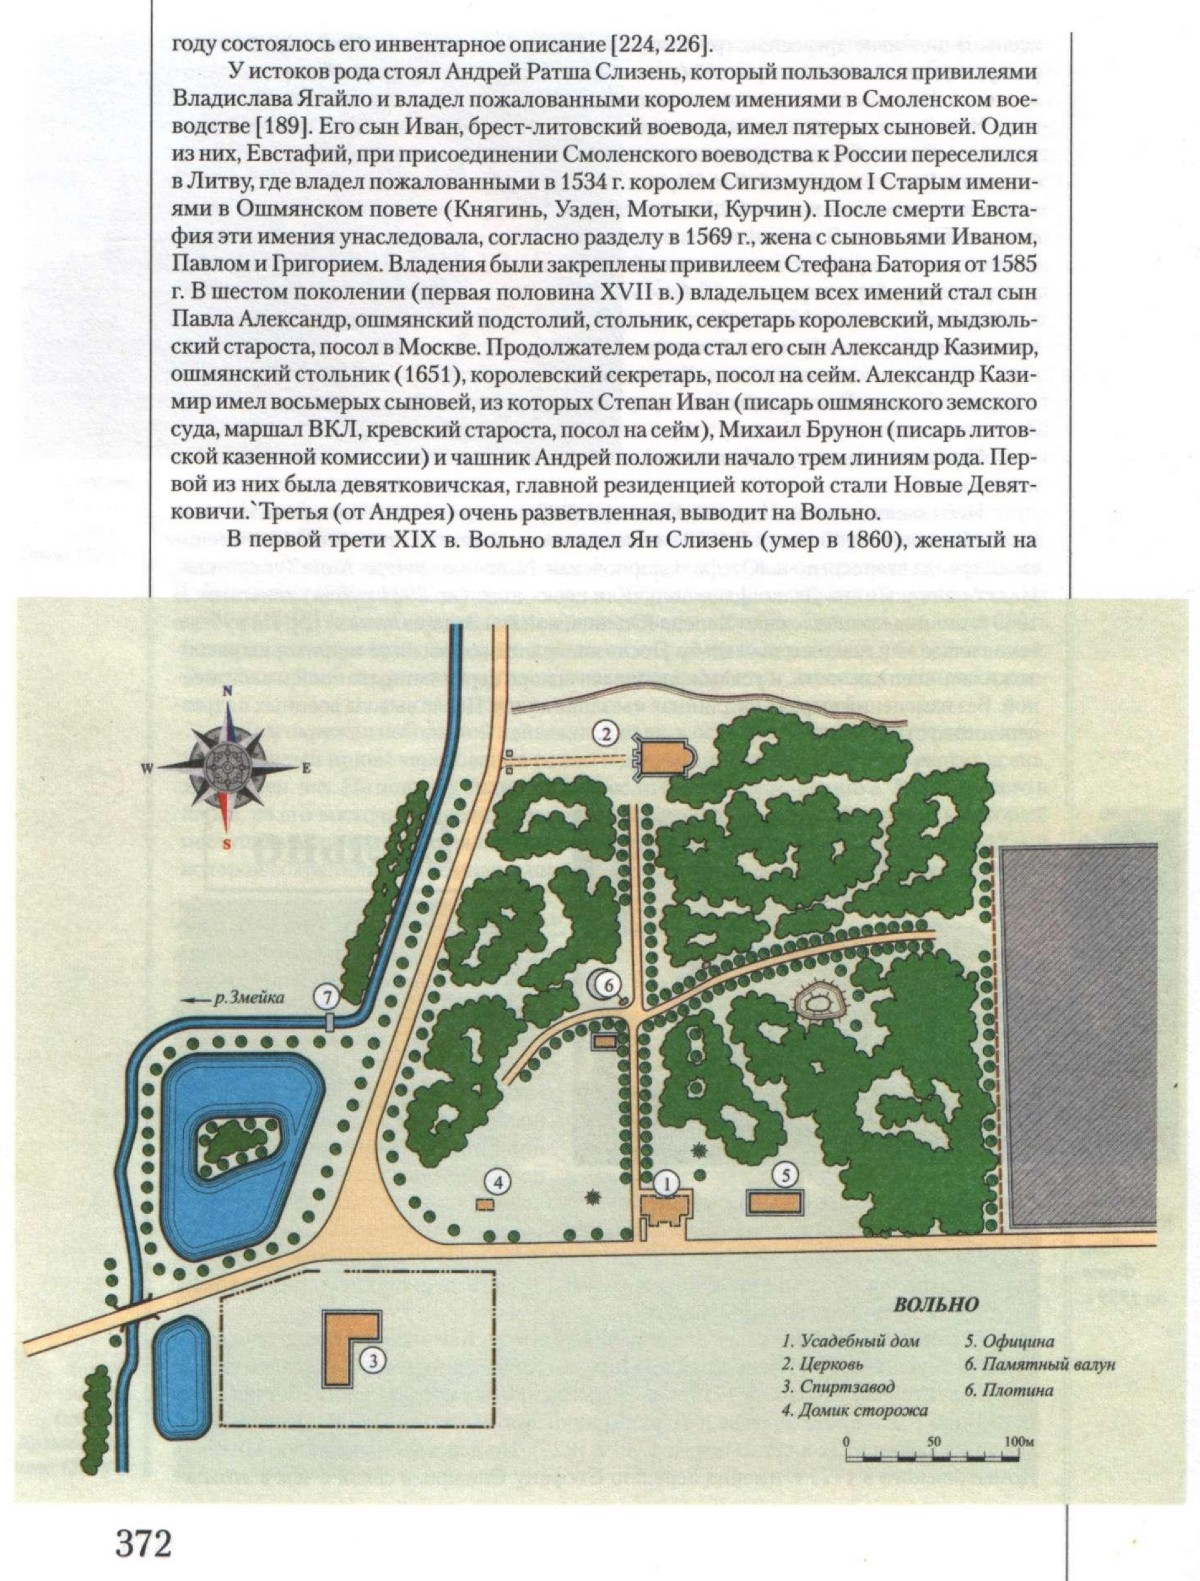 году состоялось его инвентарное описание [224, 226].
У истоков рода стоял Андрей Ратша Слизень, который пользовался привилеями
Владислава Ягайло и владел пожалованными королем имениями в Смоленском вое-
водстве [189]. Его сын Иван, брест-литовский воевода, имел пятерых сыновей. Один
из них, Евстафий, при присоединении Смоленского воеводства к России переселился
в Литву, где владел пожалованными в 1534 г. королем Сигизмундом I Старым имени-
ями в Ошмянском повете (Княгинь, Узден, Мотыки, Курчин). После смерти Евста-
фия эти имения унаследовала, согласно разделу в 1569 г., жена с сыновьями Иваном,
Павлом и Григорием. Владения были закреплены привилеем Стефана Батория от 1585
г. В шестом поколении (первая половина XVII в.) владельцем всех имений стал сын
Павла Александр, ошмянский подстолий, стольник, секретарь королевский, мыдзюль-
ский староста, посол в Москве. Продолжателем рода стал его сын Александр Казимир,
ошмянский стольник (1651), королевский секретарь, посол на сейм. Александр Кази-
мир имел восьмерых сыновей, из которых Степан Иван (писарь ошмянского земского
суда, маршал ВКЛ, кревский староста, посол на сейм), Михаил Брунон (писарь литов-
ской казенной комиссии) и чашник Андрей положили начало трем линиям рода. Пер-
вой из них была девятковичская, главной резиденцией которой стали Новые Девят-
ковичи. Третья (от Андрея) очень разветвленная, выводит на Вольно.
В первой трети XIX в. Вольно владел Ян Слизень (умер в 1860), женатый на
N
W
E
S
2
р. Змейка
7
6
4
1
5
3
ВОЛЬНО
1. Усадебный дом
2. Церковь
3. Спиртзавод
4. Домик сторожа
5. Официна
6. Памятный валун
6. Плотина
0 50 100м
372